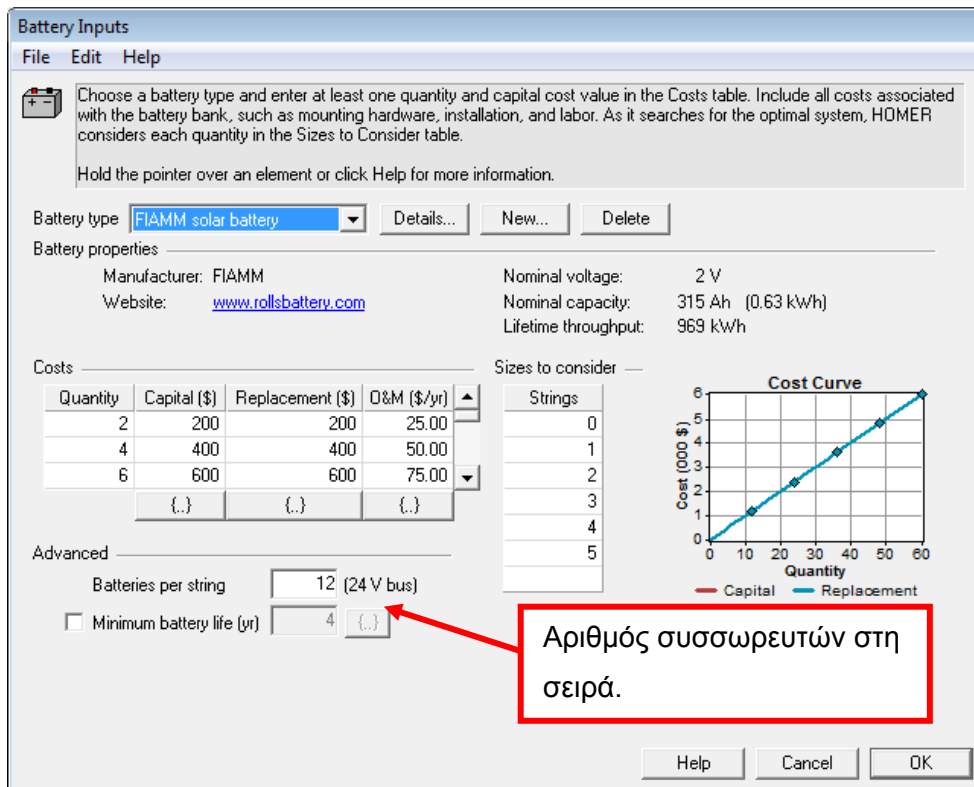 Battery Inputs
File Edit Help
Choose a battery type and enter at least one quantity and capital cost value in the Costs table. Include all costs associated
with the battery bank, such as mounting hardware, installation, and labor. As it searches for the optimal system, HOMER
considers each quantity in the Sizes to Consider table.
Hold the pointer over an element or click Help for more information.
Battery type FIAMM solar battery Details... New... Delete
Battery properties
Manufacturer: FIAMM
Website: www.rollsbattery.com
Nominal voltage: 2 V
Nominal capacity: 315 Ah (0.63 kWh)
Lifetime throughput: 969 kWh
Costs
Quantity Capital ($) Replacement ($) O&M ($/yr)
2 200 200 25.00
4 400 400 50.00
6 600 600 75.00
{..} {..} {..}
Sizes to consider
Strings
0
1
2
3
4
5
Cost Curve
Cost (000 $)
6
5
4
3
2
1
0
0 10 20 30 40 50 60
Quantity
Capital Replacement
Advanced
Batteries per string 12 (24 V bus)
Minimum battery life (yr) 4 {..}
Αριθμός συσσωρευτών στη
σειρά.
Help Cancel OK